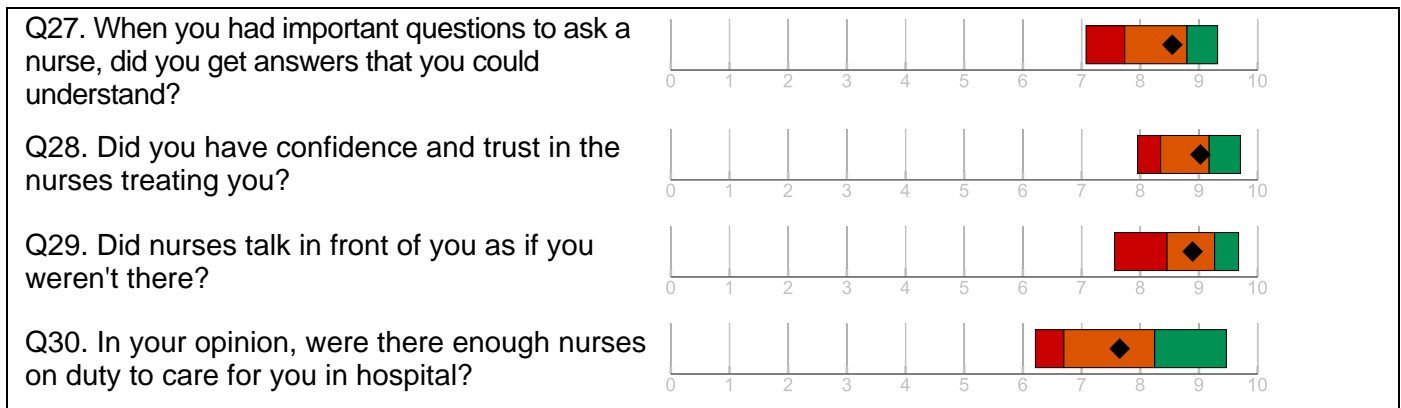 Q27. When you had important questions to ask a
nurse, did you get answers that you could
understand?
0 1 2 3 4 5 6 7 8 9 10
Q28. Did you have confidence and trust in the
nurses treating you?
0 1 2 3 4 5 6 7 8 9 10
Q29. Did nurses talk in front of you as if you
weren't there?
0 1 2 3 4 5 6 7 8 9 10
Q30. In your opinion, were there enough nurses
on duty to care for you in hospital?
0 1 2 3 4 5 6 7 8 9 10